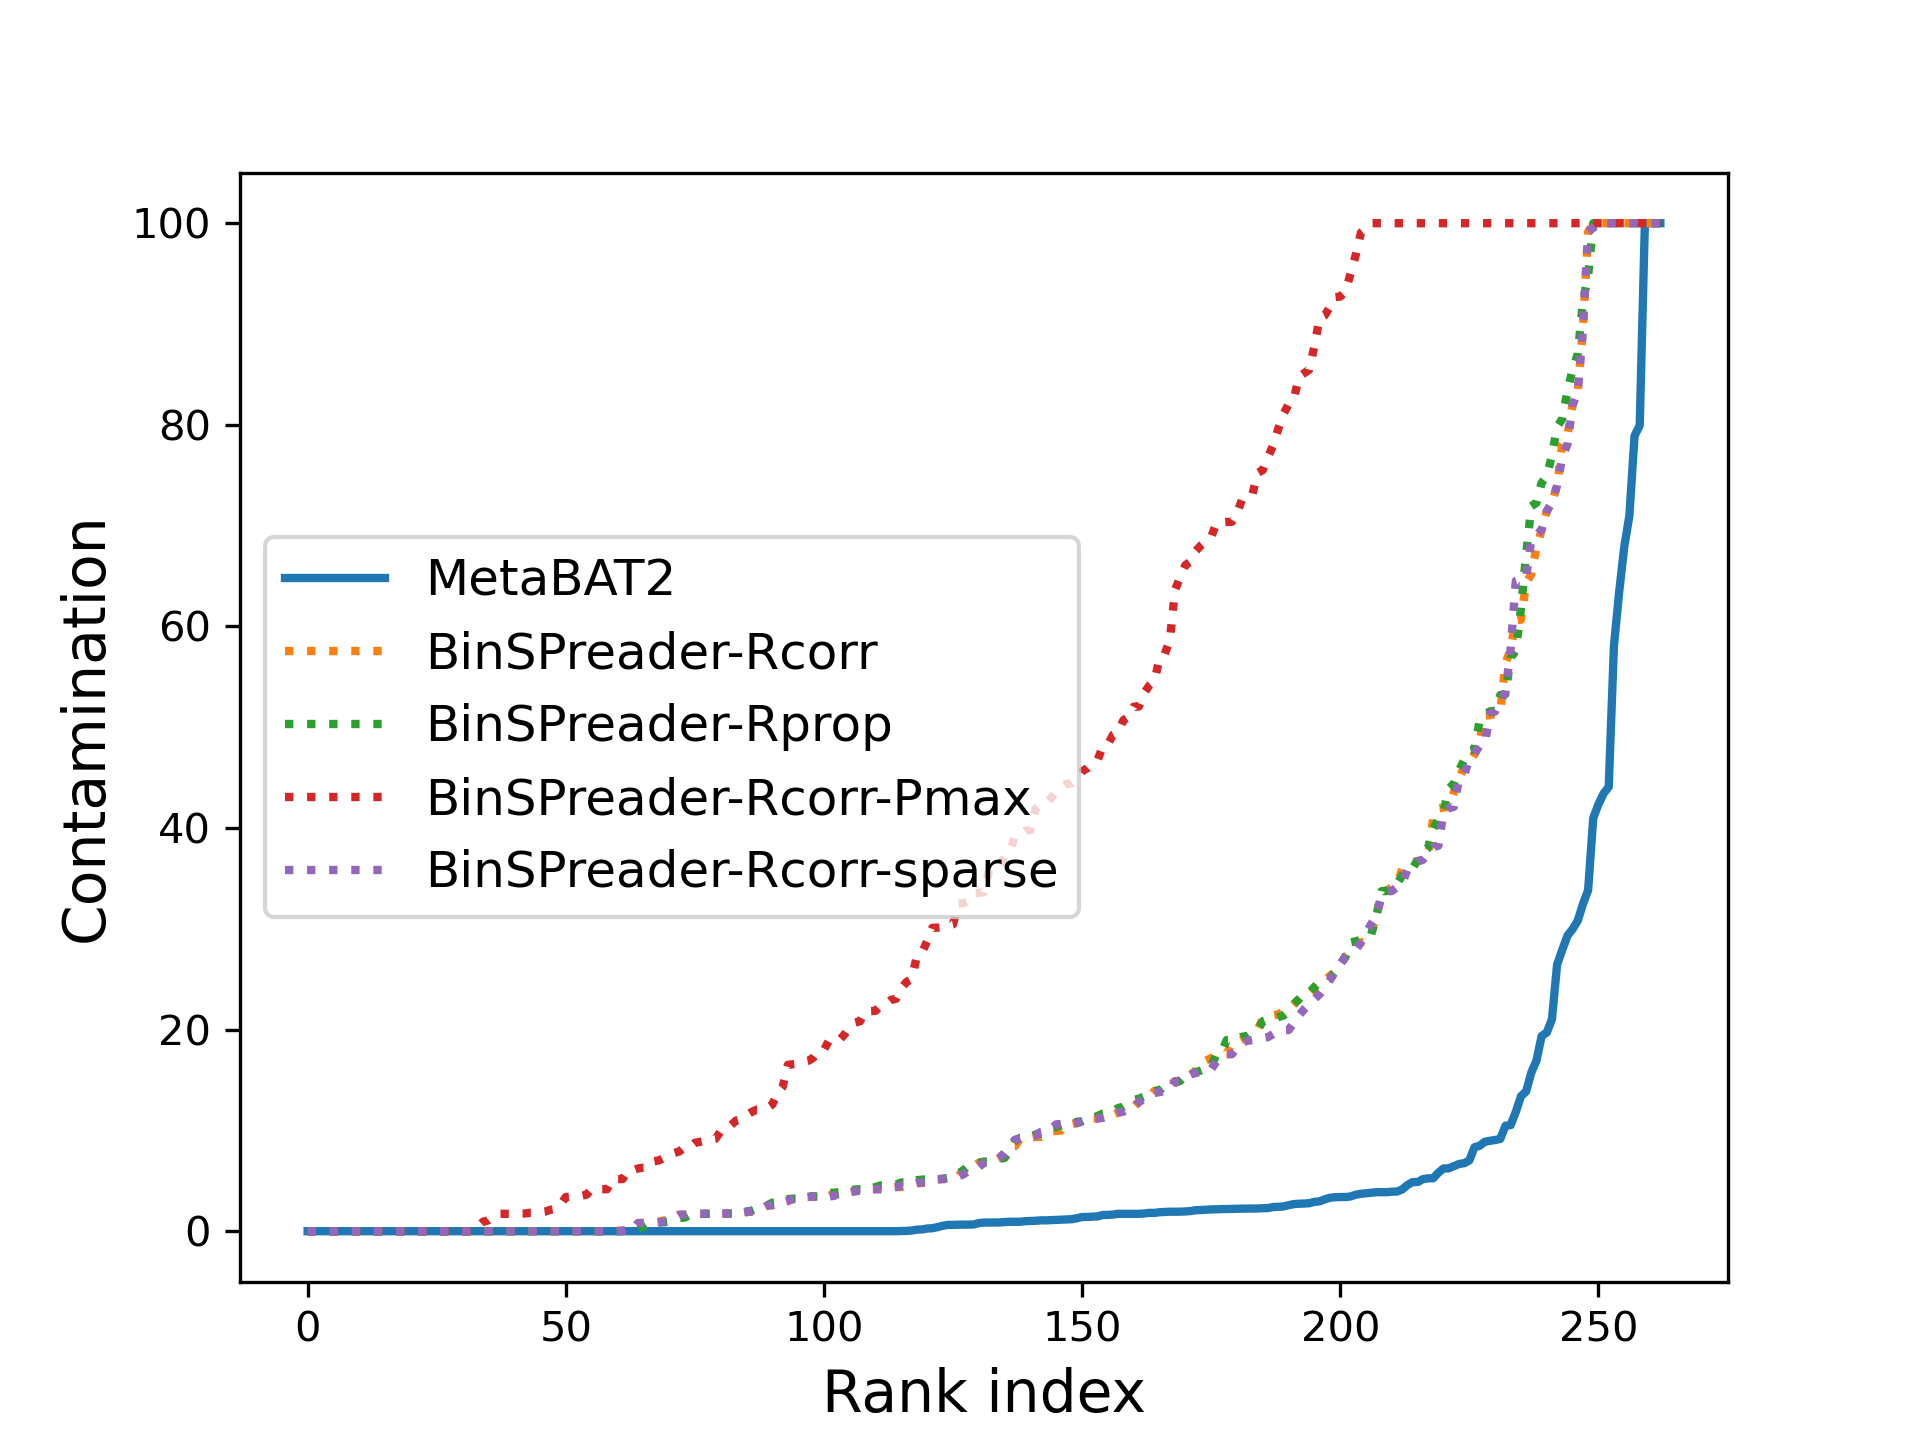 100
80
60
40
20
0
Contamination
MetaBAT2
BinSPreader-Rcorr
BinSPreader-Rprop
BinSPreader-Rcorr-Pmax
BinSPreader-Rcorr-sparse
0 50 100 150 200 250
Rank index